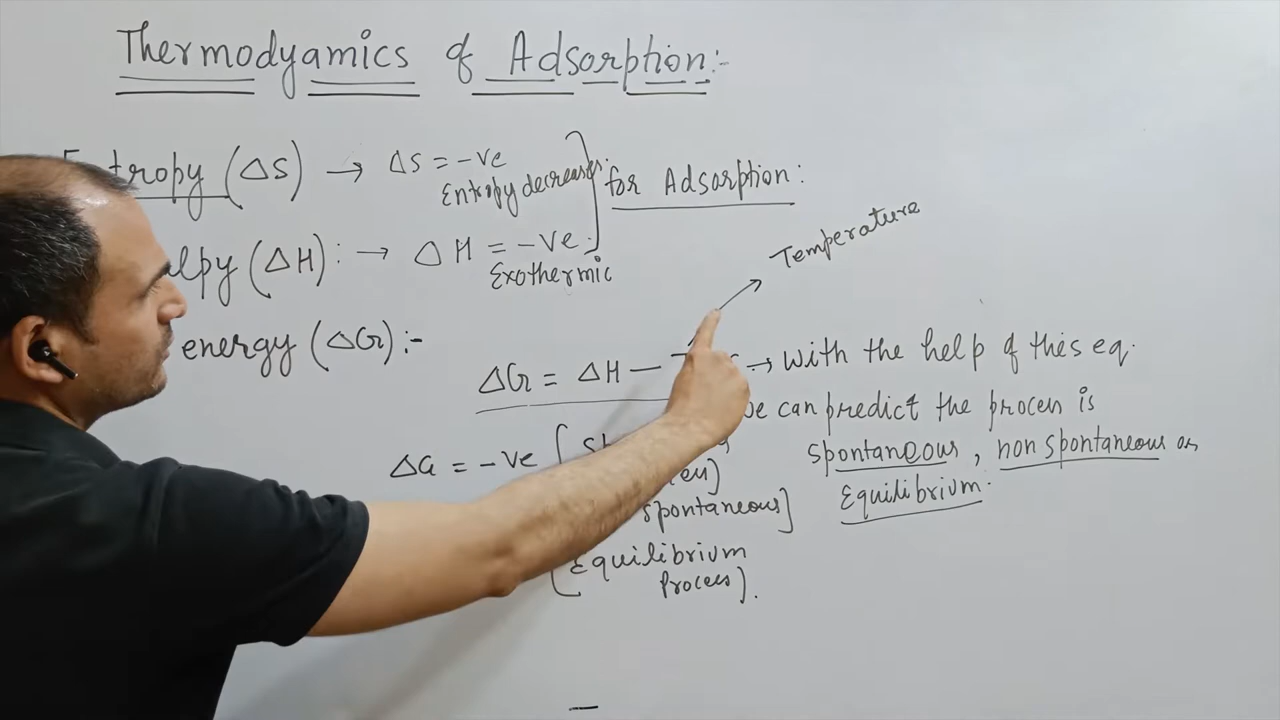 Thermodyamics of Adsorption:-
tropy (ΔS) → ΔS = -ve
Entropy decreases.
for Adsorption:
alpy (ΔH): → ΔH = -ve.
Exothermic
Temperature
energy (ΔG):-
ΔG = ΔH - → with the help of this eq.
we can predict the process is
spontaneous, non spontaneous or
Equilibrium.
ΔG = -ve
spontaneous]
[Equilibrium
Process].